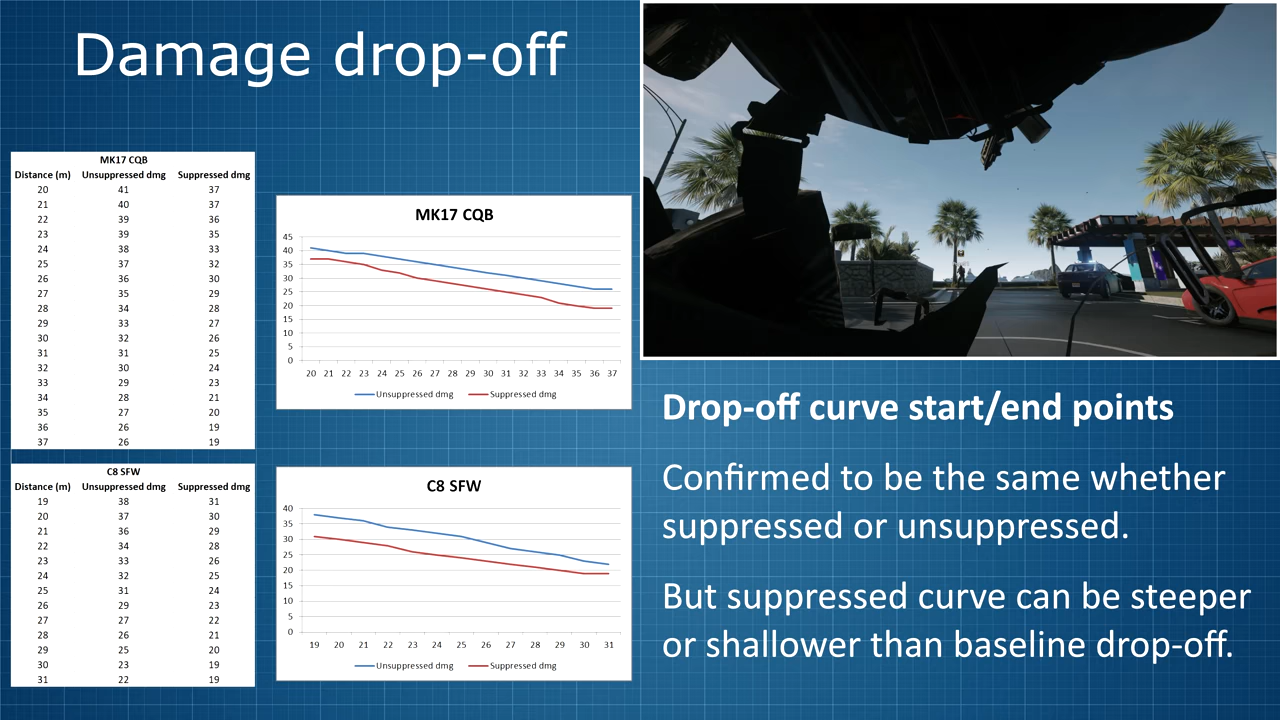 Damage drop-off
MK17 CQB
Distance (m) Unsuppressed dmg Suppressed dmg
20 41 37
21 40 37
22 39 36
23 39 35
24 38 33
25 37 32
26 36 30
27 35 29
28 34 28
29 33 27
30 32 26
31 31 25
32 30 24
33 29 23
34 28 21
35 27 20
36 26 19
37 26 19
MK17 CQB
45
40
35
30
25
20
15
10
5
0
20 21 22 23 24 25 26 27 28 29 30 31 32 33 34 35 36 37
Unsuppressed dmg Suppressed dmg
C8 SFW
Distance (m) Unsuppressed dmg Suppressed dmg
19 38 31
20 37 30
21 36 29
22 34 28
23 33 26
24 32 25
25 31 24
26 29 23
27 27 22
28 26 21
29 25 20
30 23 19
31 22 19
C8 SFW
40
35
30
25
20
15
10
5
0
19 20 21 22 23 24 25 26 27 28 29 30 31
Unsuppressed dmg Suppressed dmg
Drop-off curve start/end points
Confirmed to be the same whether
suppressed or unsuppressed.
But suppressed curve can be steeper
or shallower than baseline drop-off.